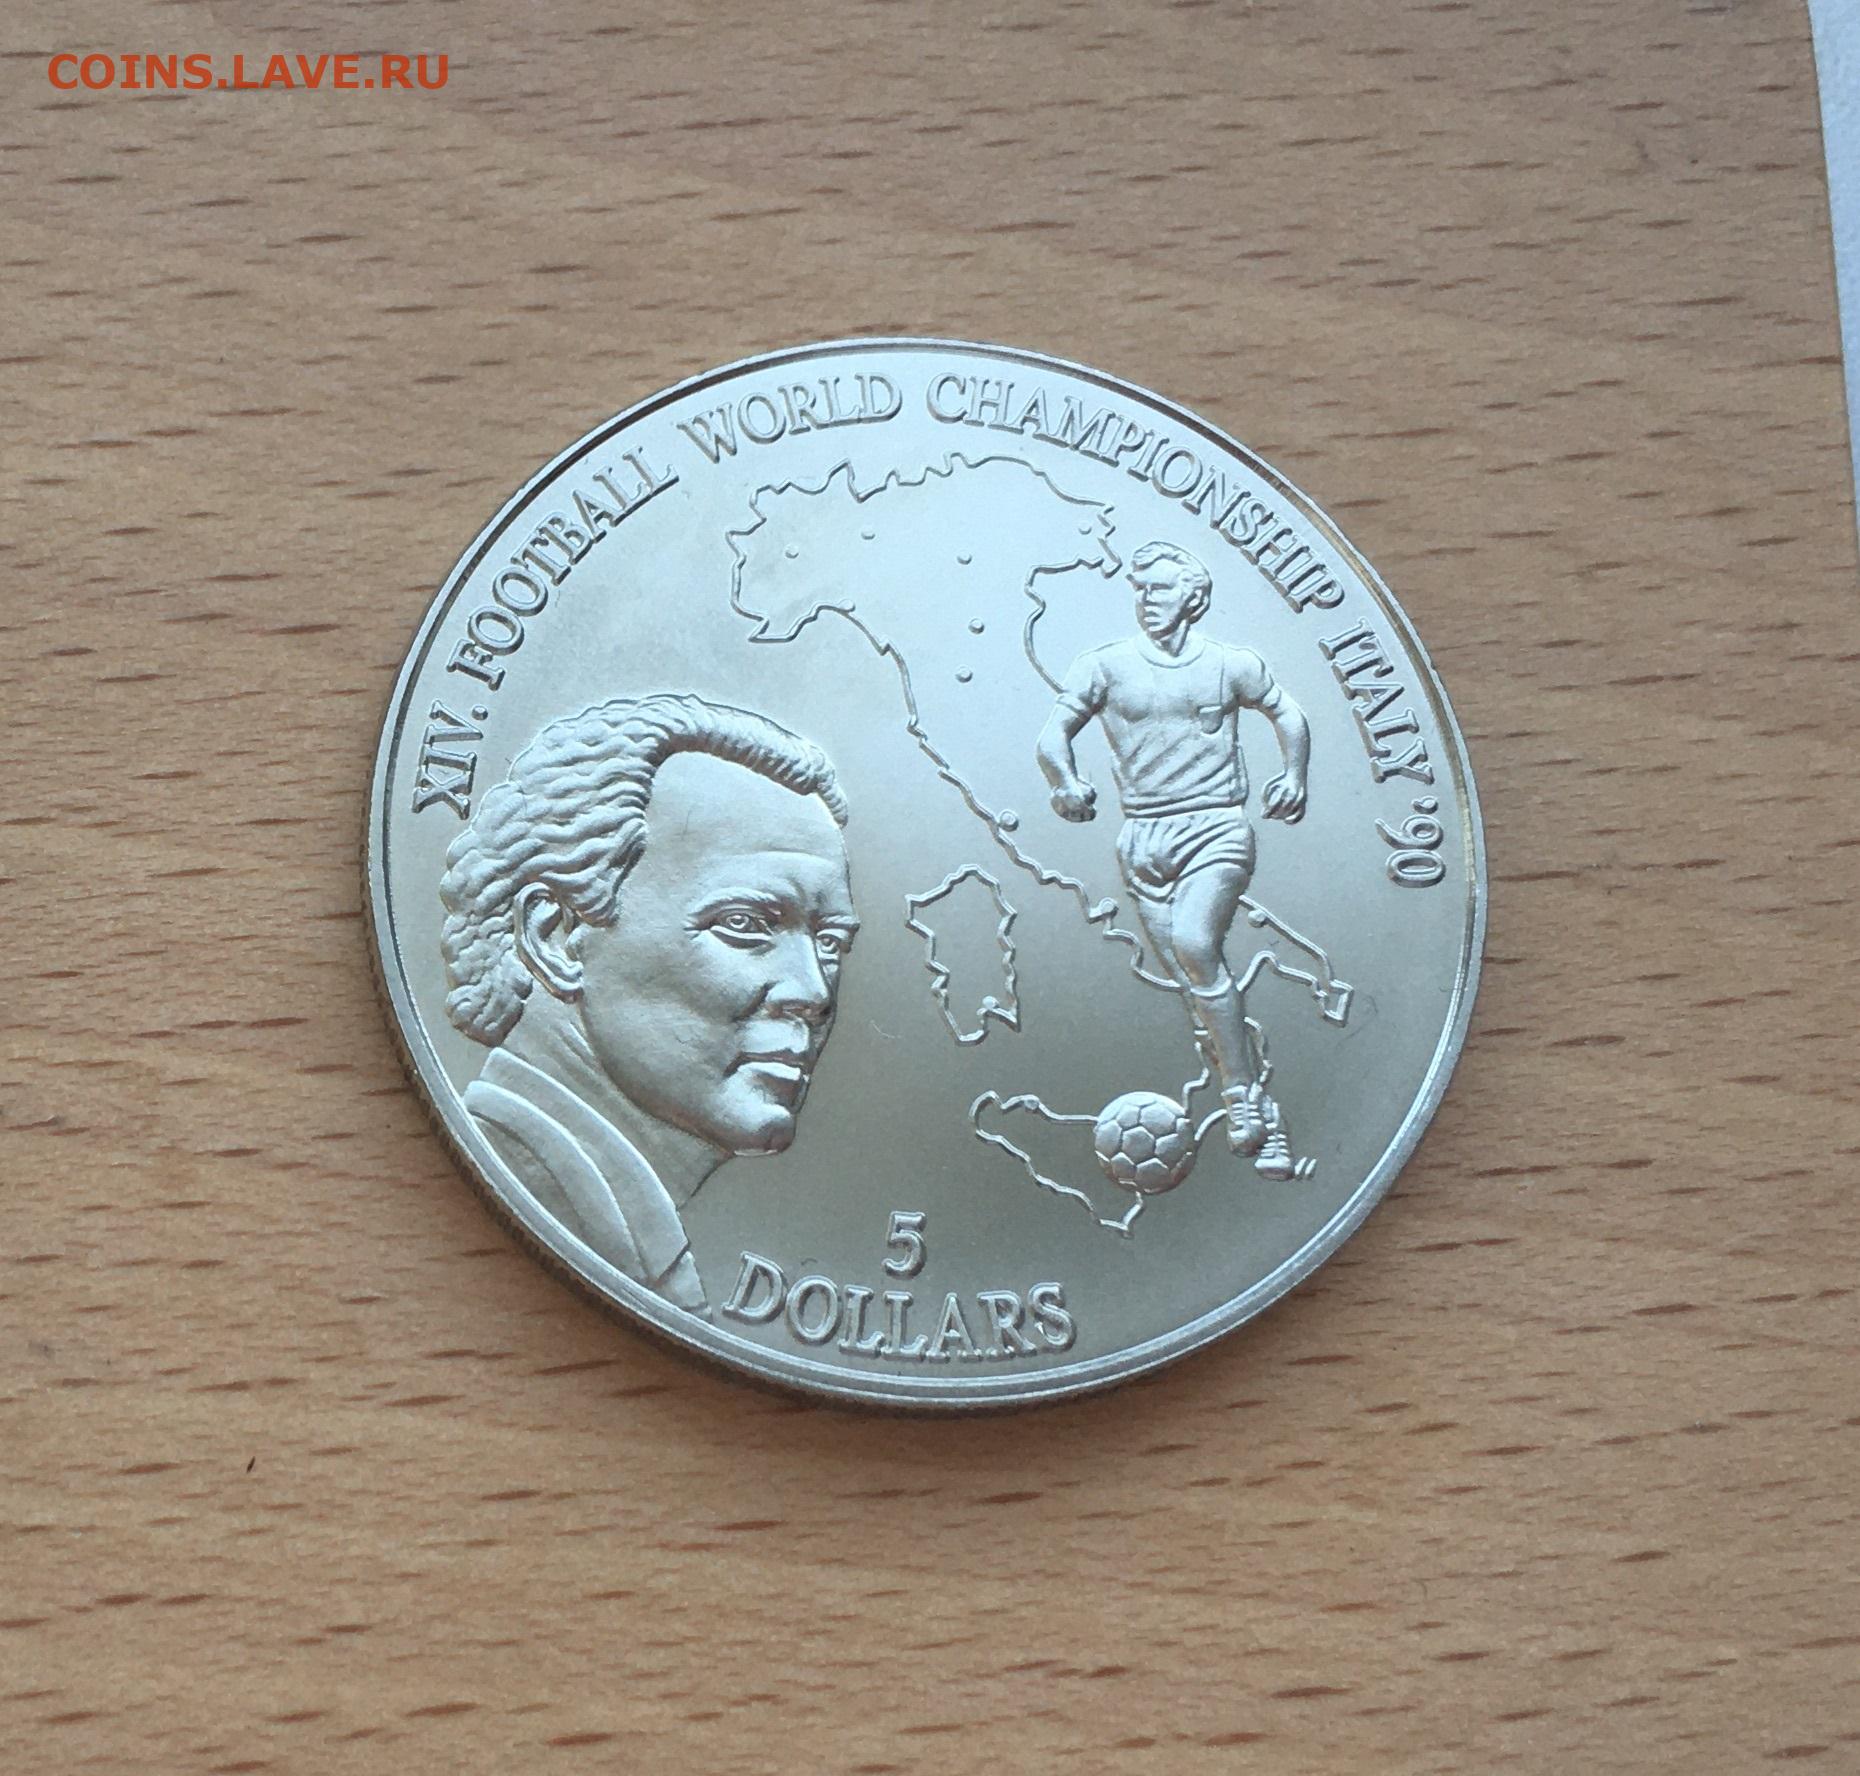 COINS.LAVE.RU
XIV. FOOTBALL WORLD CHAMPIONSHIP ITALY '90
5
DOLLARS